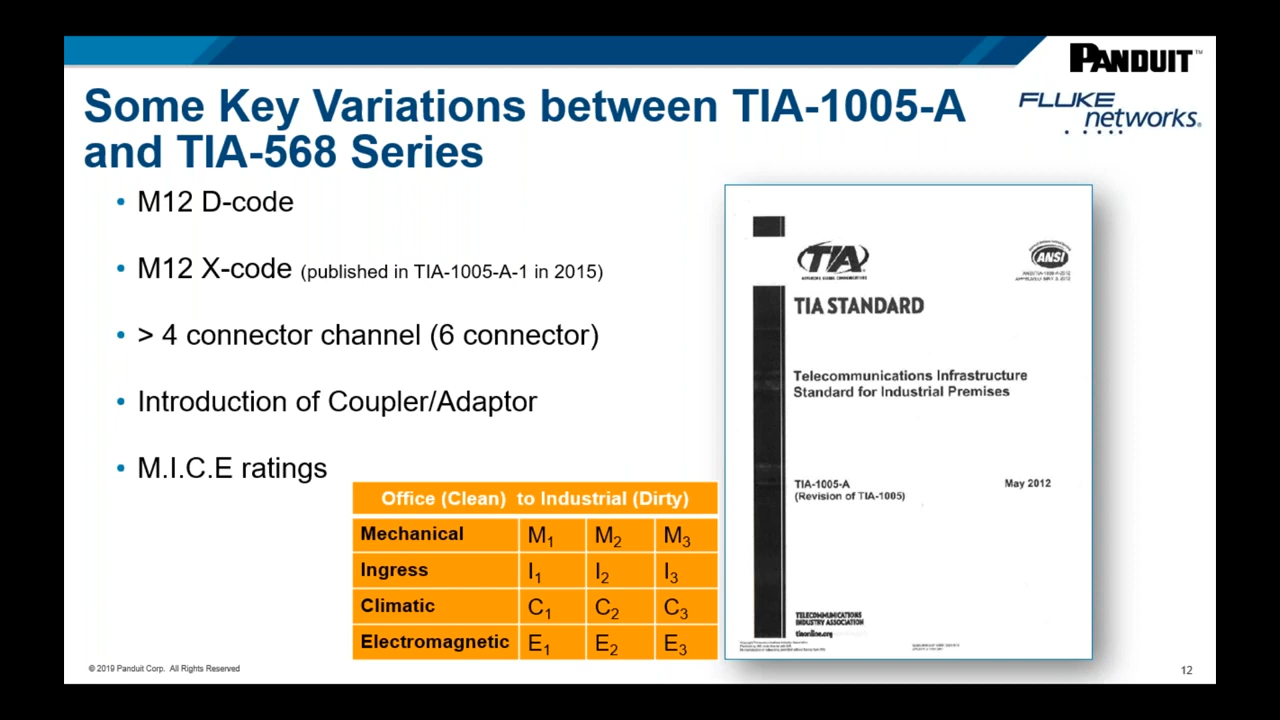 PANDUIT™
FLUKE
networks®
Some Key Variations between TIA-1005-A
and TIA-568 Series
• M12 D-code
• M12 X-code (published in TIA-1005-A-1 in 2015)
• > 4 connector channel (6 connector)
• Introduction of Coupler/Adaptor
• M.I.C.E ratings
Office (Clean) to Industrial (Dirty)
Mechanical M1 M2 M3
Ingress I1 I2 I3
Climatic C1 C2 C3
Electromagnetic E1 E2 E3
TIA
ANSI
TIA STANDARD
Telecommunications Infrastructure
Standard for Industrial Premises
TIA-1005-A May 2012
(Revision of TIA-1005)
TELECOMMUNICATIONS
INDUSTRY ASSOCIATION
tiaonline.org
© 2019 Panduit Corp. All Rights Reserved
12